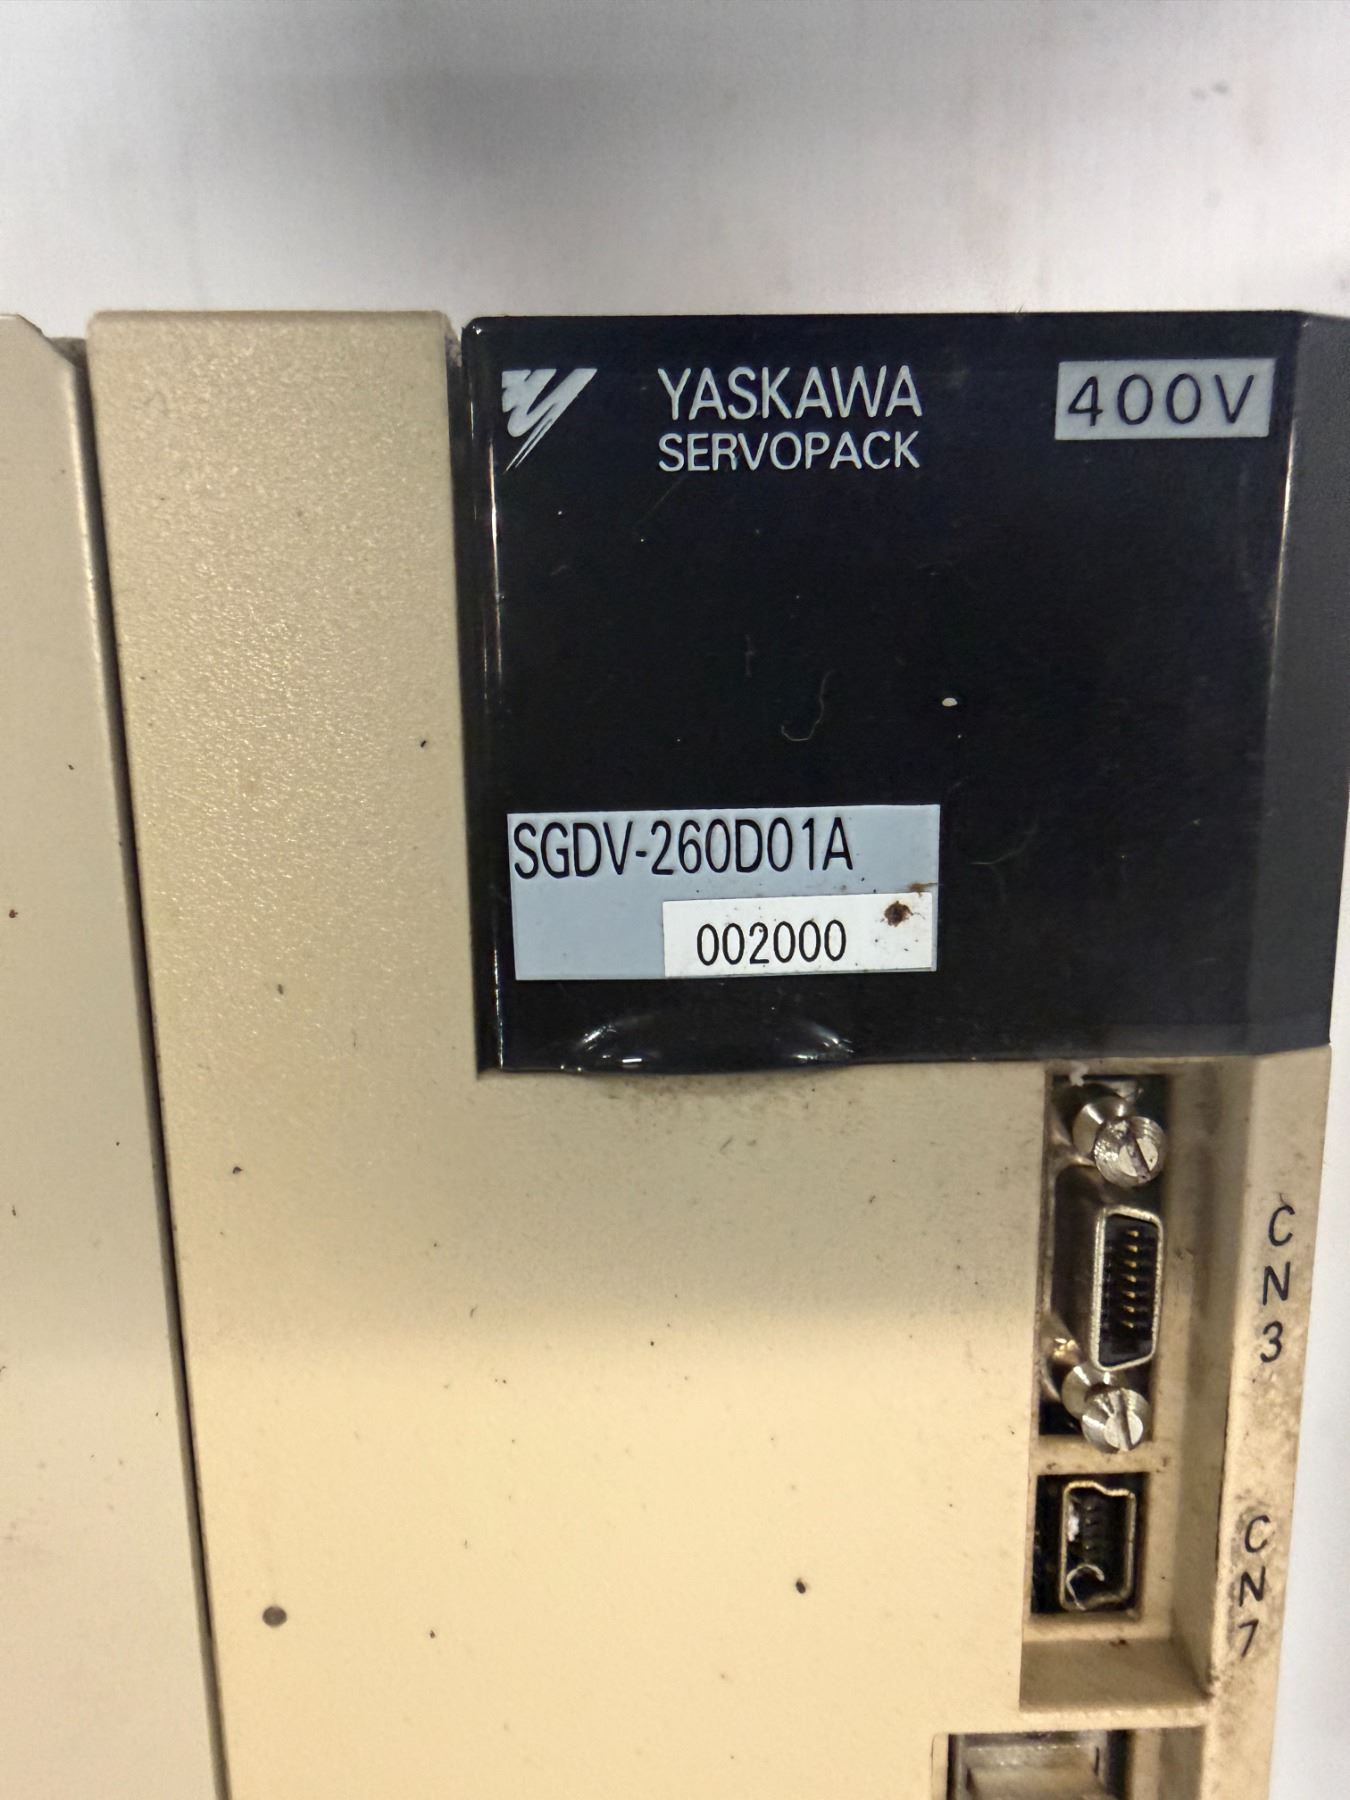 YASKAWA
SERVOPACK
400V
SGDV-260D01A
002000
CN3
CN7